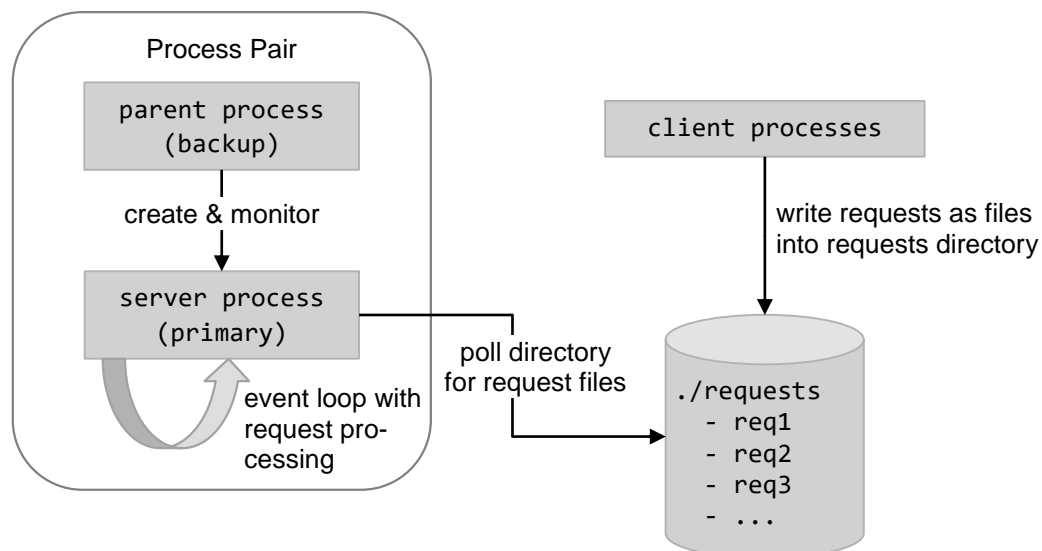 Process Pair
parent process
(backup)
create & monitor
server process
(primary)
event loop with
request pro-
cessing
poll directory
for request files
client processes
write requests as files
into requests directory
./requests
- req1
- req2
- req3
- ...